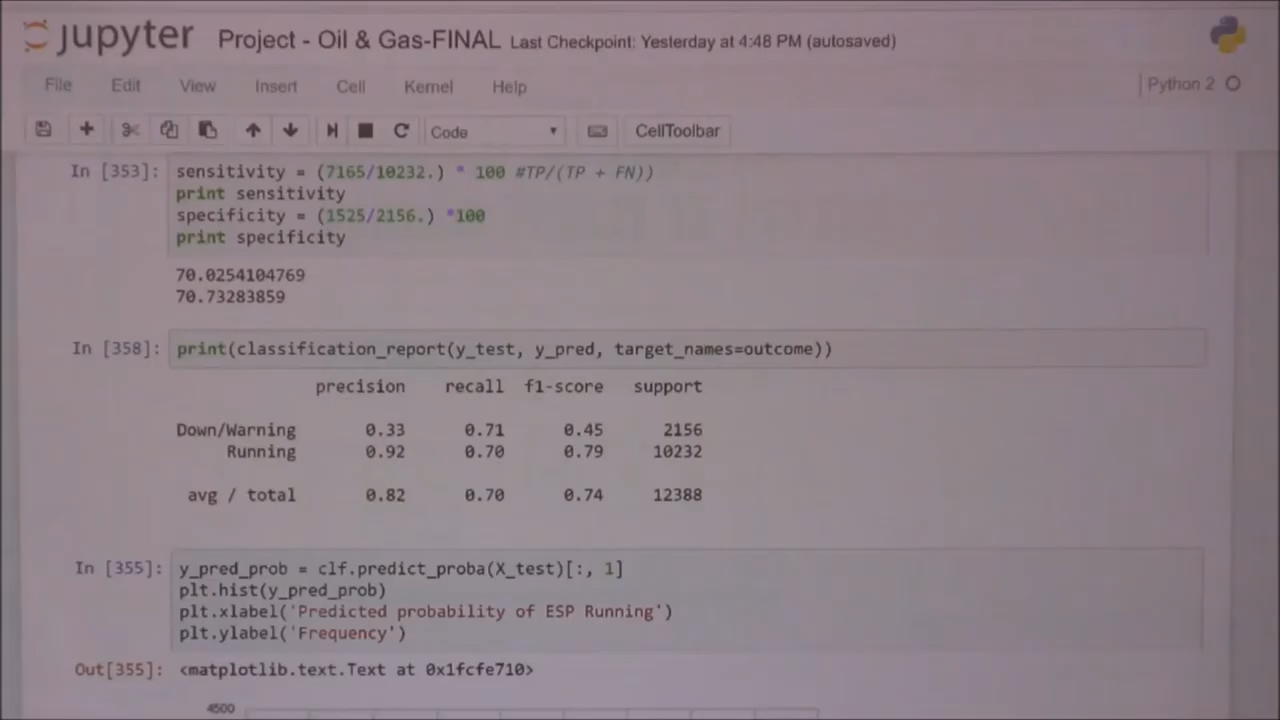 jupyter Project - Oil & Gas-FINAL Last Checkpoint: Yesterday at 4:48 PM (autosaved)
File Edit View Insert Cell Kernel Help Python 2
Code CellToolbar
In [353]: sensitivity = (7165/10232.) * 100 #TP/(TP + FN))
print sensitivity
specificity = (1525/2156.) *100
print specificity
70.0254104769
70.73283859
In [358]: print(classification_report(y_test, y_pred, target_names=outcome))
precision recall f1-score support
Down/Warning 0.33 0.71 0.45 2156
Running 0.92 0.70 0.79 10232
avg / total 0.82 0.70 0.74 12388
In [355]: y_pred_prob = clf.predict_proba(X_test)[:, 1]
plt.hist(y_pred_prob)
plt.xlabel('Predicted probability of ESP Running')
plt.ylabel('Frequency')
Out[355]: <matplotlib.text.Text at 0x1fcfe710>
4500